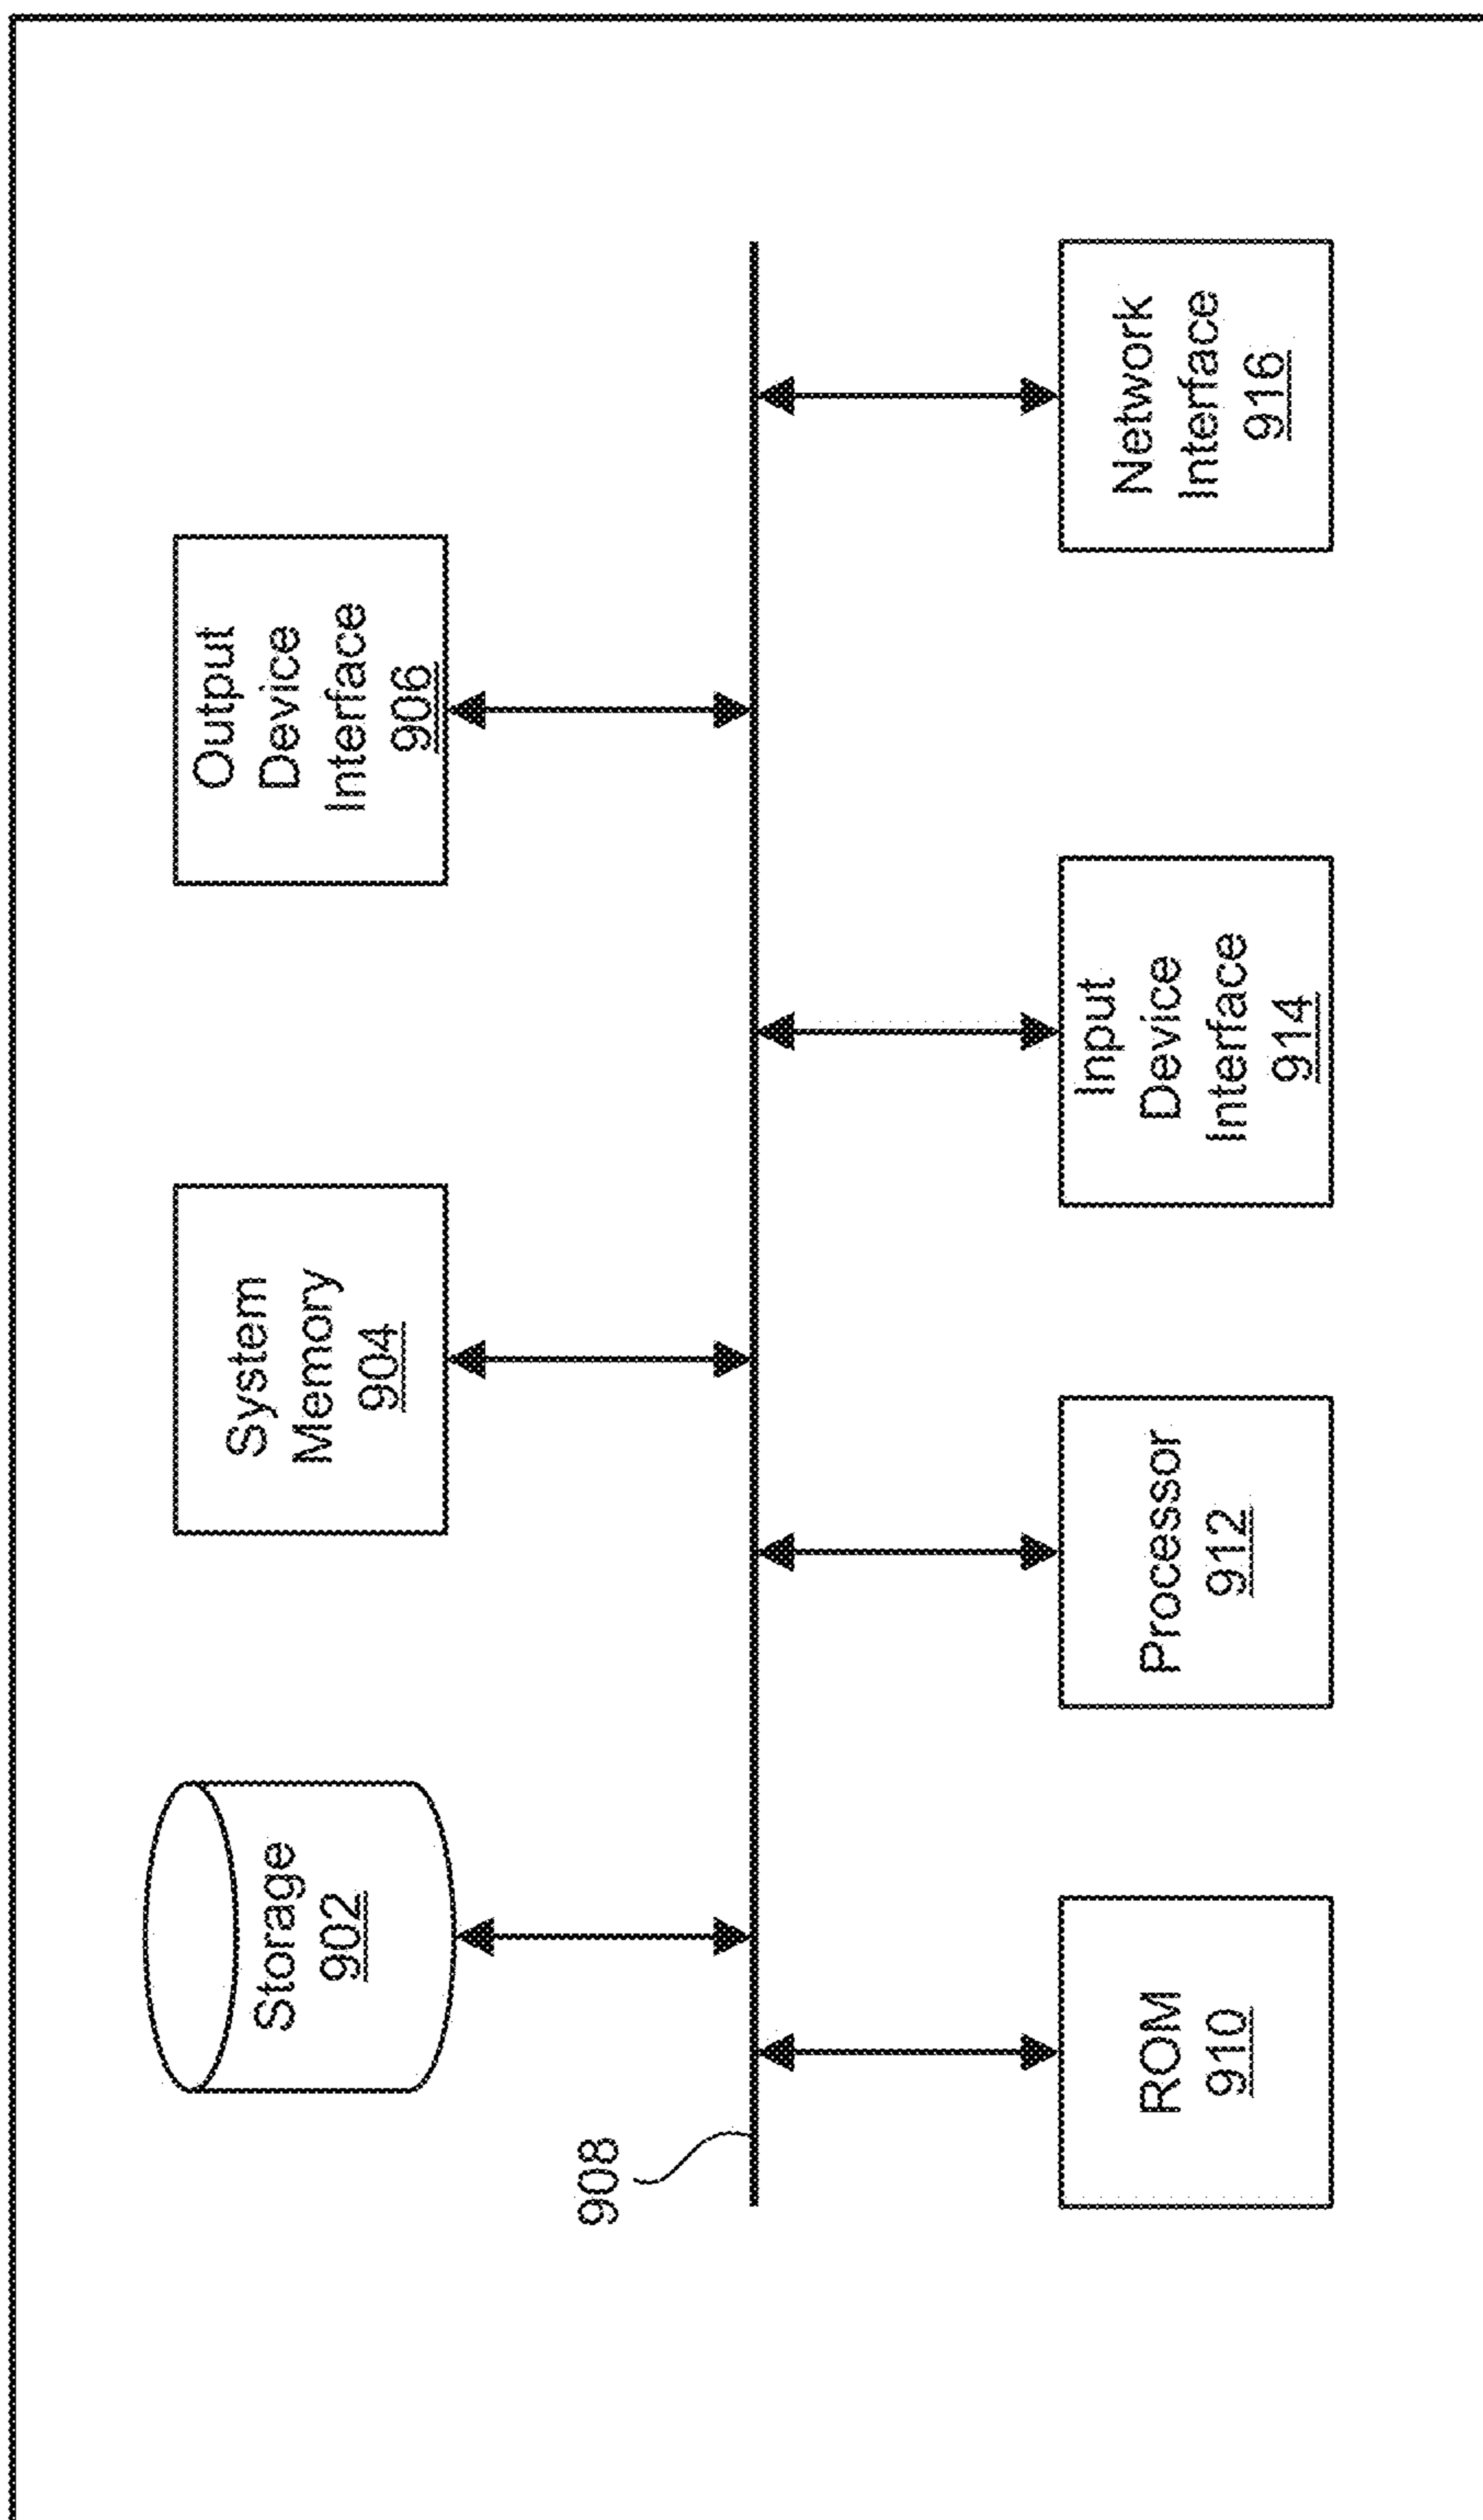 Storage
902
System
Memory
904
Output
Device
Interface
906
908
ROM
910
Processor
912
Input
Device
Interface
914
Network
Interface
916